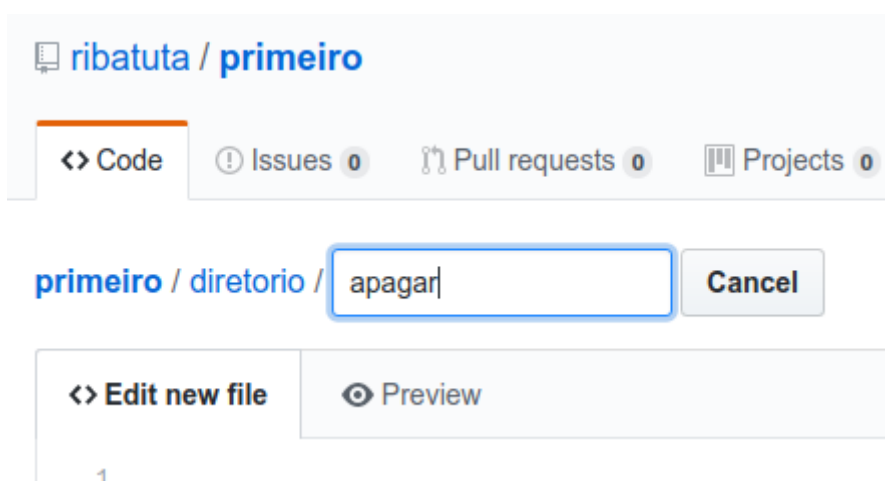 ribatuta / primeiro
<> Code Issues 0 Pull requests 0 Projects 0
primeiro / diretorio / apagar Cancel
<> Edit new file Preview
1